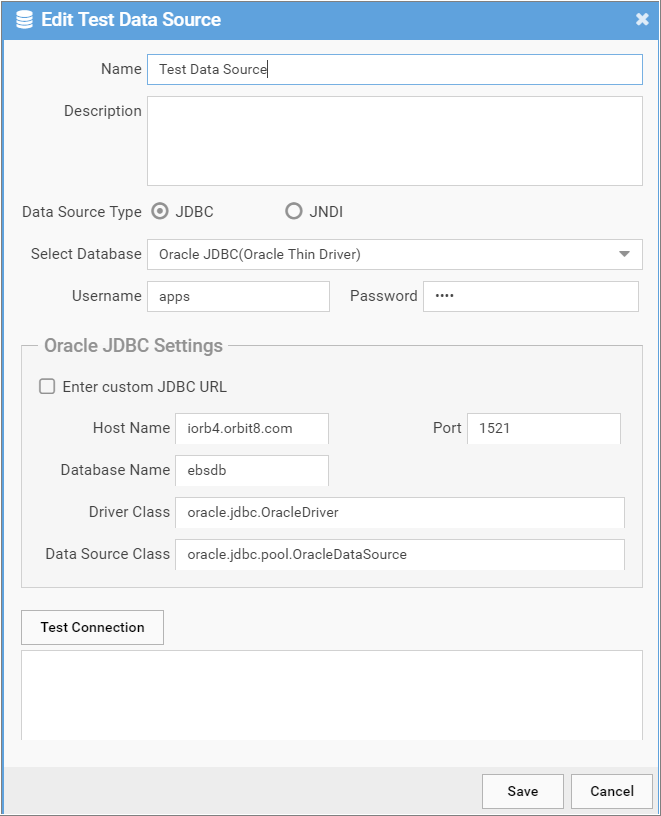 Edit Test Data Source
Name Test Data Source
Description
Data Source Type JDBC JNDI
Select Database Oracle JDBC(Oracle Thin Driver)
Username apps Password ••••
Oracle JDBC Settings
Enter custom JDBC URL
Host Name iorb4.orbit8.com Port 1521
Database Name ebsdb
Driver Class oracle.jdbc.OracleDriver
Data Source Class oracle.jdbc.pool.OracleDataSource
Test Connection
Save Cancel